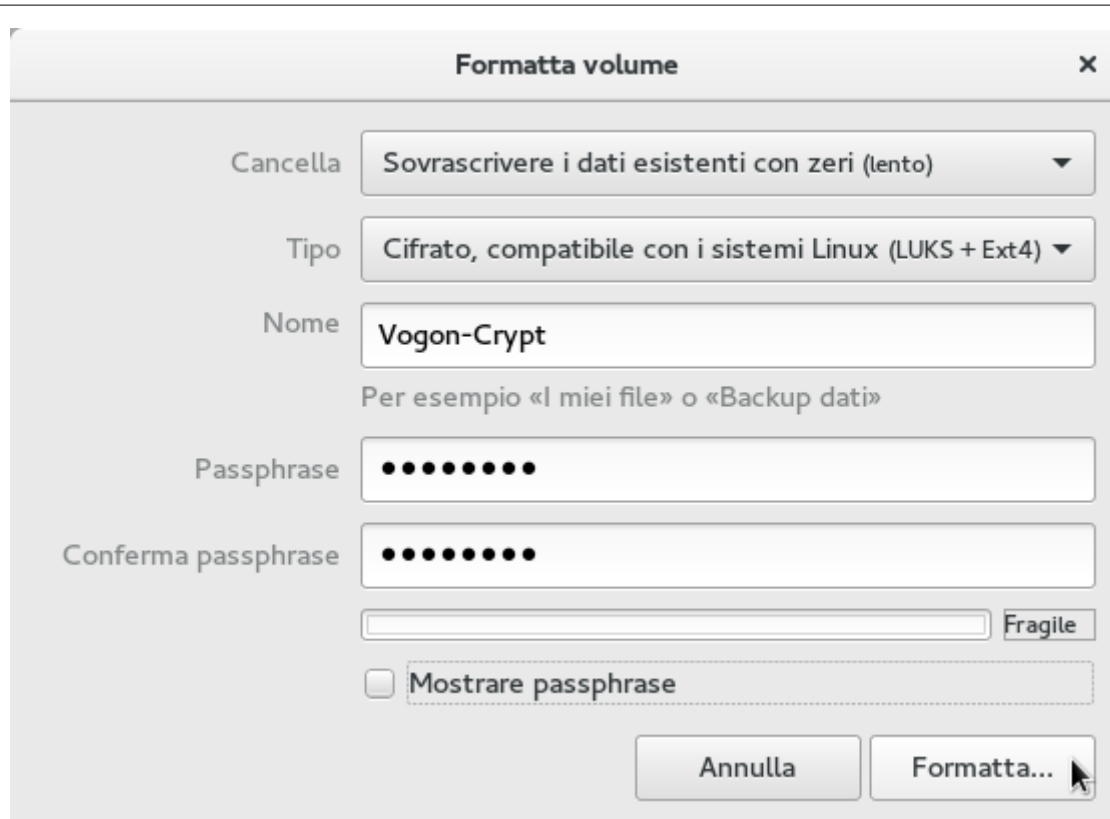 Formatta volume
Cancella
Sovrascrivere i dati esistenti con zeri (lento)
Tipo
Cifrato, compatibile con i sistemi Linux (LUKS + Ext4)
Nome
Vogon-Crypt
Per esempio «I miei file» o «Backup dati»
Passphrase
●●●●●●●●
Conferma passphrase
●●●●●●●●
Fragile
Mostrare passphrase
Annulla
Formatta...